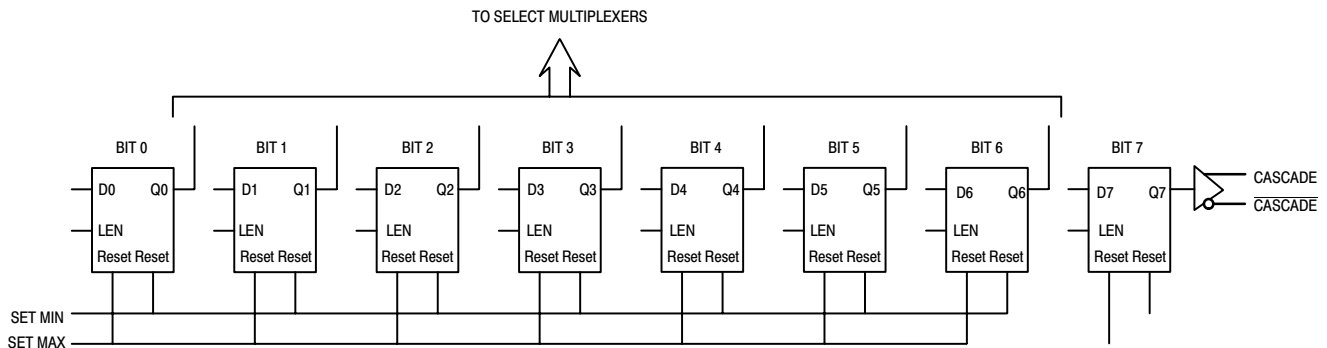 TO SELECT MULTIPLEXERS
BIT 0 BIT 1 BIT 2 BIT 3 BIT 4 BIT 5 BIT 6 BIT 7
D0 Q0 D1 Q1 D2 Q2 D3 Q3 D4 Q4 D5 Q5 D6 Q6 D7 Q7 CASCADE
CASCADE
LEN LEN LEN LEN LEN LEN LEN LEN
Reset Reset Reset Reset Reset Reset Reset Reset Reset Reset Reset Reset Reset Reset Reset Reset
SET MIN
SET MAX